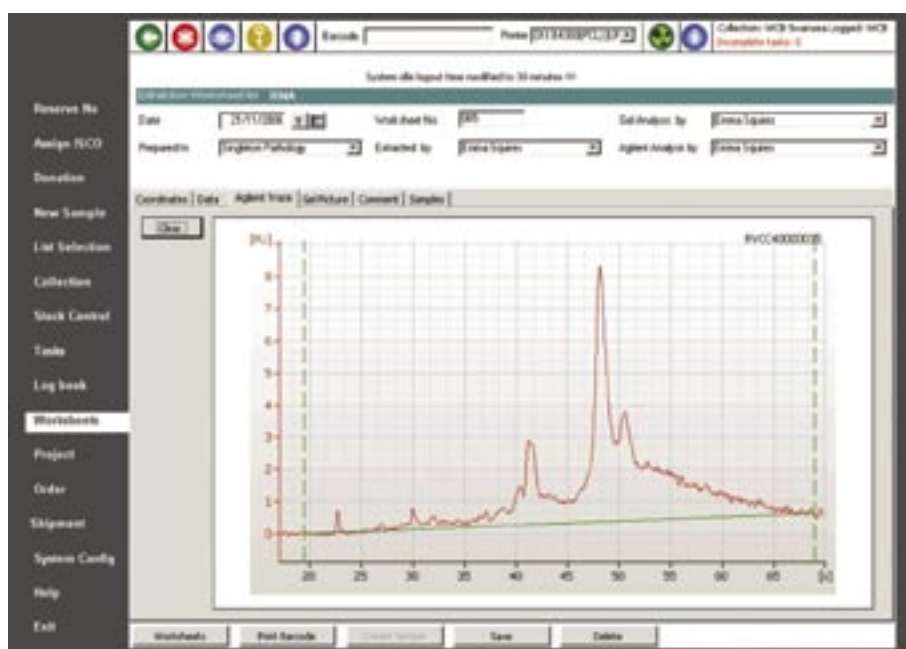 Barcode
Printer
Collection: WCB Swansea Logged: WCB
Incomplete tasks: 0
System idle logout time modified to 30 minutes !!!
Extraction Worksheet for RNA
Date
Worksheet No
Gel Analysis by
Emma Squires
Prepared in
Singleton Pathology
Extracted by
Emma Squires
Agilent Analysis by
Emma Squires
Coordinates
Data
Agilent Trace
Gel Picture
Comment
Samples
Clear
Reserve No
Assign ISCO
Donation
New Sample
List Selection
Collection
Stock Control
Tasks
Log book
Worksheets
Project
Order
Shipment
System Config
Help
Exit
[FU]
8
7
6
5
4
3
2
1
0
20
25
30
35
40
45
50
55
60
65
[s]
Worksheets
Print Barcode
Create Sample
Save
Delete